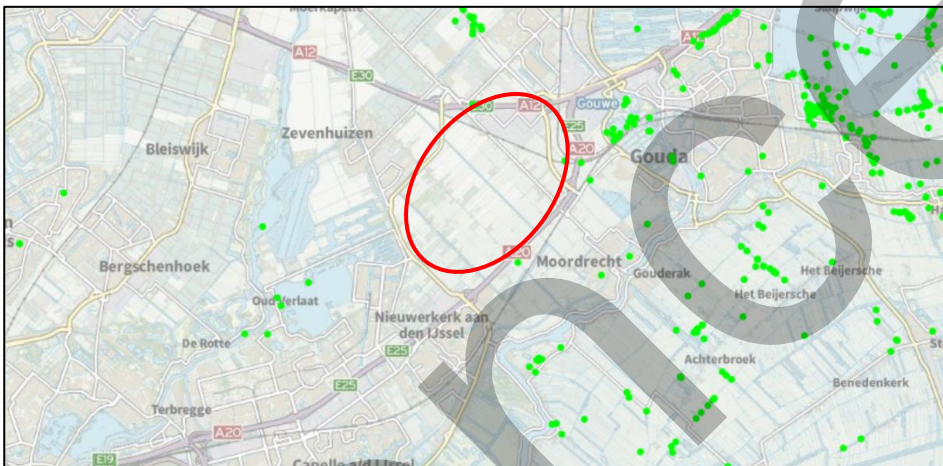 Moerkapelle
A12
A12
E30
E30
A12
Gouwe
E25
A20
Zevenhuizen
Bleiswijk
Gouda
Bergschenhoek
A20
Moordrecht
Gouderak
Het Beijersche
Het Beijersche
Oud Verlaat
Nieuwerkerk aan
den IJssel
De Rotte
E25
Achterbroek
E25
Benedenkerk
Terbregge
A20
E19
Capelle a/d IJssel